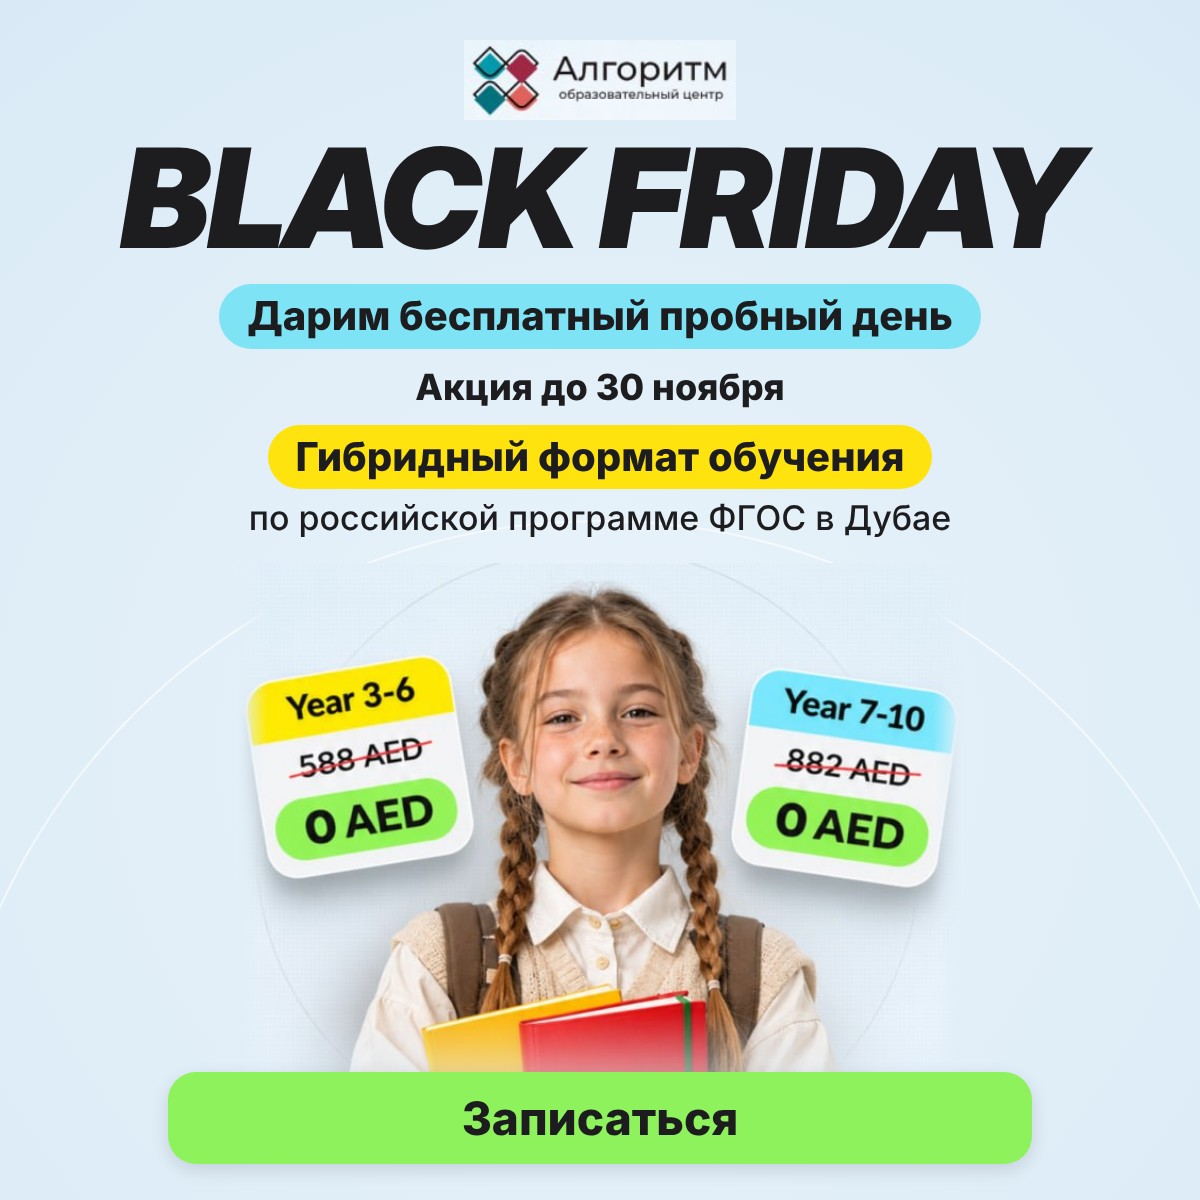 Алгоритм
образовательный центр
BLACK FRIDAY
Дарим бесплатный пробный день
Акция до 30 ноября
Гибридный формат обучения
по российской программе ФГОС в Дубае
Year 3-6
588 AED
0 AED
Year 7-10
882 AED
0 AED
Записаться